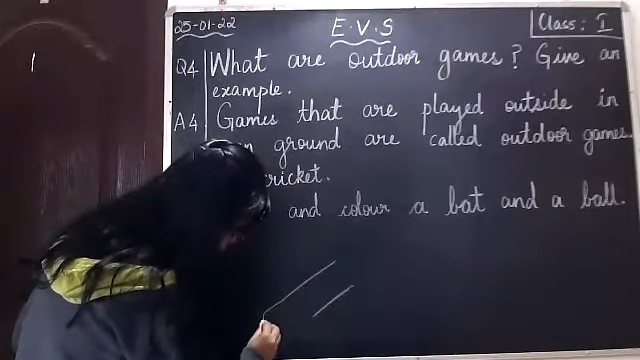 25-01-22
E.V.S
Class: I
Q4 What are outdoor games? Give an
example.
A4 Games that are played outside in
ground are called outdoor games.
cricket.
and colour a bat and a ball.